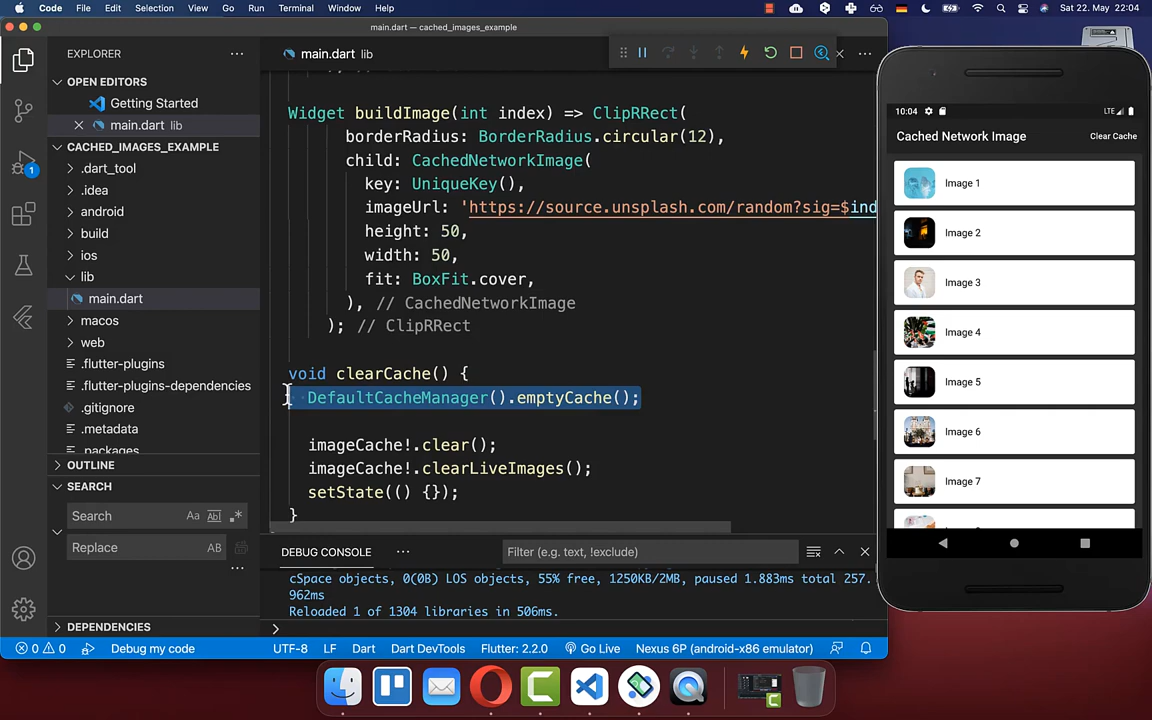 Code File Edit Selection View Go Run Terminal Window Help
Sat 22. May 22:04
main.dart — cached_images_example
EXPLORER
OPEN EDITORS
Getting Started
main.dart lib
CACHED_IMAGES_EXAMPLE
.dart_tool
.idea
android
build
ios
lib
main.dart
macos
web
.flutter-plugins
.flutter-plugins-dependencies
.gitignore
.metadata
.packages
OUTLINE
SEARCH
Search
Aa
Abl
Replace
AB
DEPENDENCIES
1
main.dart lib
Widget buildImage(int index) => ClipRRect(
borderRadius: BorderRadius.circular(12),
child: CachedNetworkImage(
key: UniqueKey(),
imageUrl: 'https://source.unsplash.com/random?sig=$ind
height: 50,
width: 50,
fit: BoxFit.cover,
), // CachedNetworkImage
); // ClipRRect
void clearCache() {
DefaultCacheManager().emptyCache();
imageCache!.clear();
imageCache!.clearLiveImages();
setState(() {});
}
DEBUG CONSOLE
Filter (e.g. text, !exclude)
cSpace objects, 0(0B) LOS objects, 55% free, 1250KB/2MB, paused 1.883ms total 257.
962ms
Reloaded 1 of 1304 libraries in 506ms.
0 0 Debug my code UTF-8 LF Dart Dart DevTools Flutter: 2.2.0 Go Live Nexus 6P (android-x86 emulator)
10:04
LTE
Cached Network Image
Clear Cache
Image 1
Image 2
Image 3
Image 4
Image 5
Image 6
Image 7